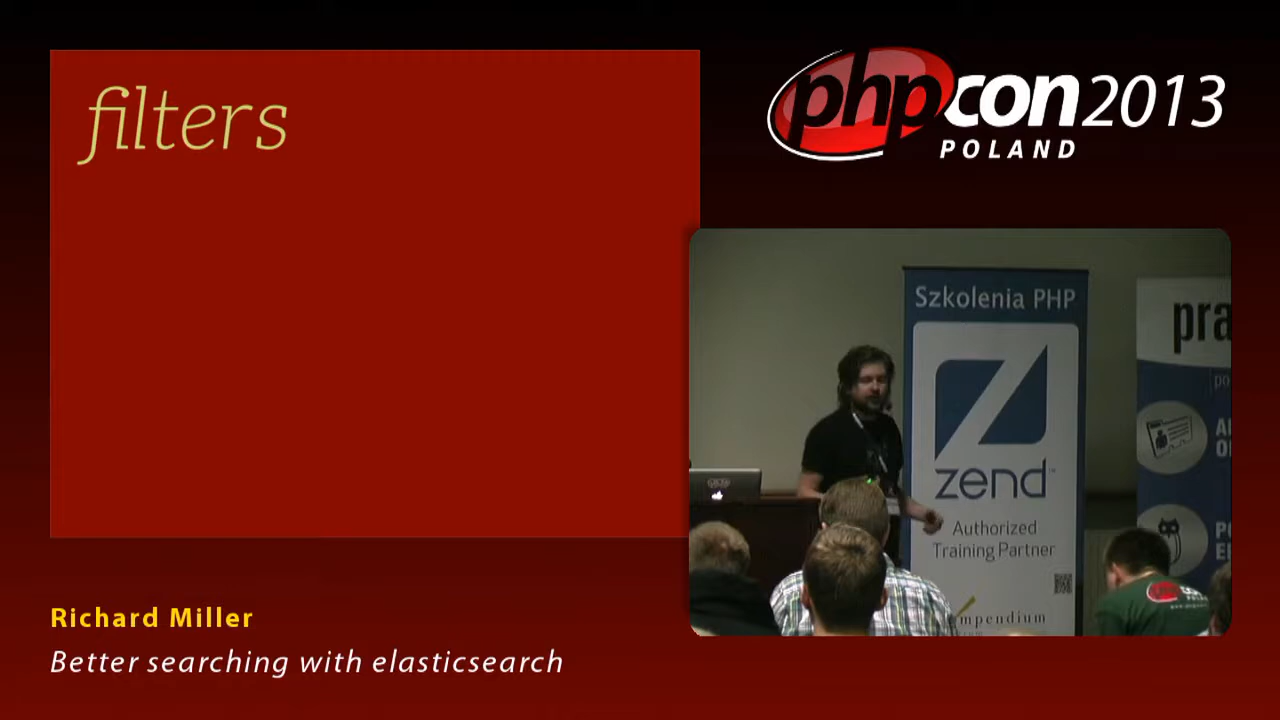 filters
phpcon2013
POLAND
Szkolenia PHP
zend
Authorized
Training Partner
Richard Miller
Better searching with elasticsearch